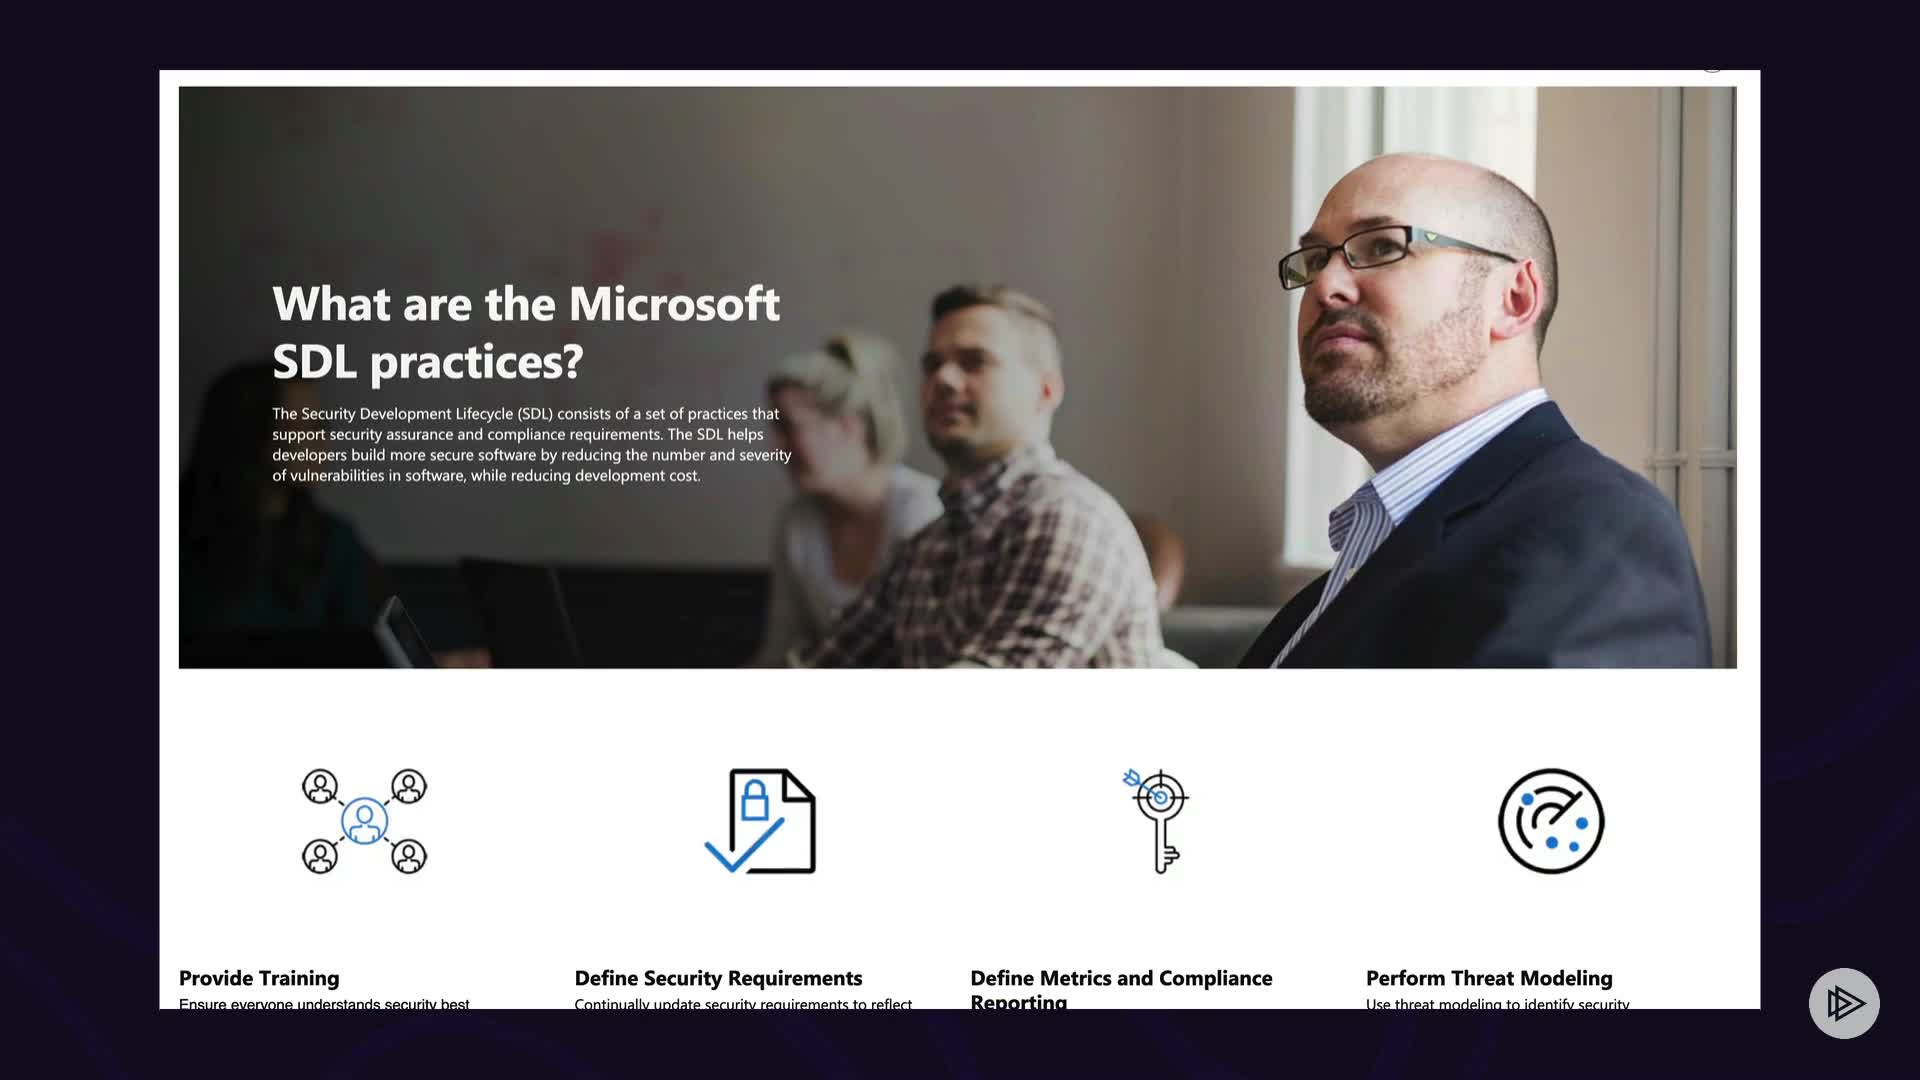 What are the Microsoft
SDL practices?
The Security Development Lifecycle (SDL) consists of a set of practices that
support security assurance and compliance requirements. The SDL helps
developers build more secure software by reducing the number and severity
of vulnerabilities in software, while reducing development cost.
Provide Training
Ensure everyone understands security best
Define Security Requirements
Continually update security requirements to reflect
Define Metrics and Compliance
Reporting
Perform Threat Modeling
Use threat modeling to identify security